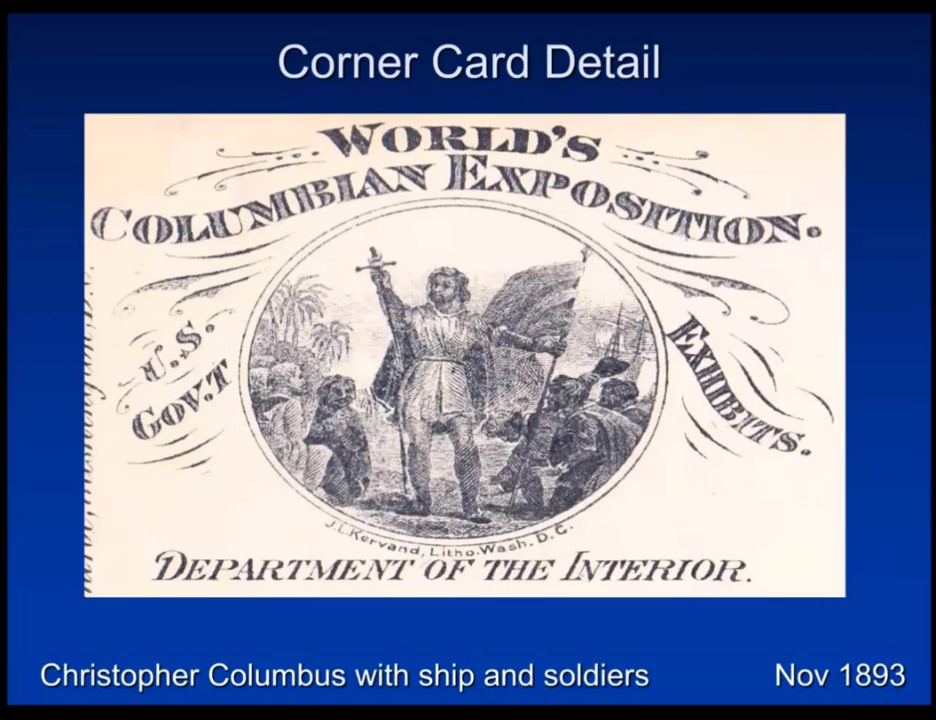 Corner Card Detail
WORLD'S
COLUMBIAN EXPOSITION.
U.S.
GOV.T
EXHIBITS.
J.L.Kervand, Litho. Wash. D.C.
DEPARTMENT OF THE INTERIOR.
Christopher Columbus with ship and soldiers
Nov 1893